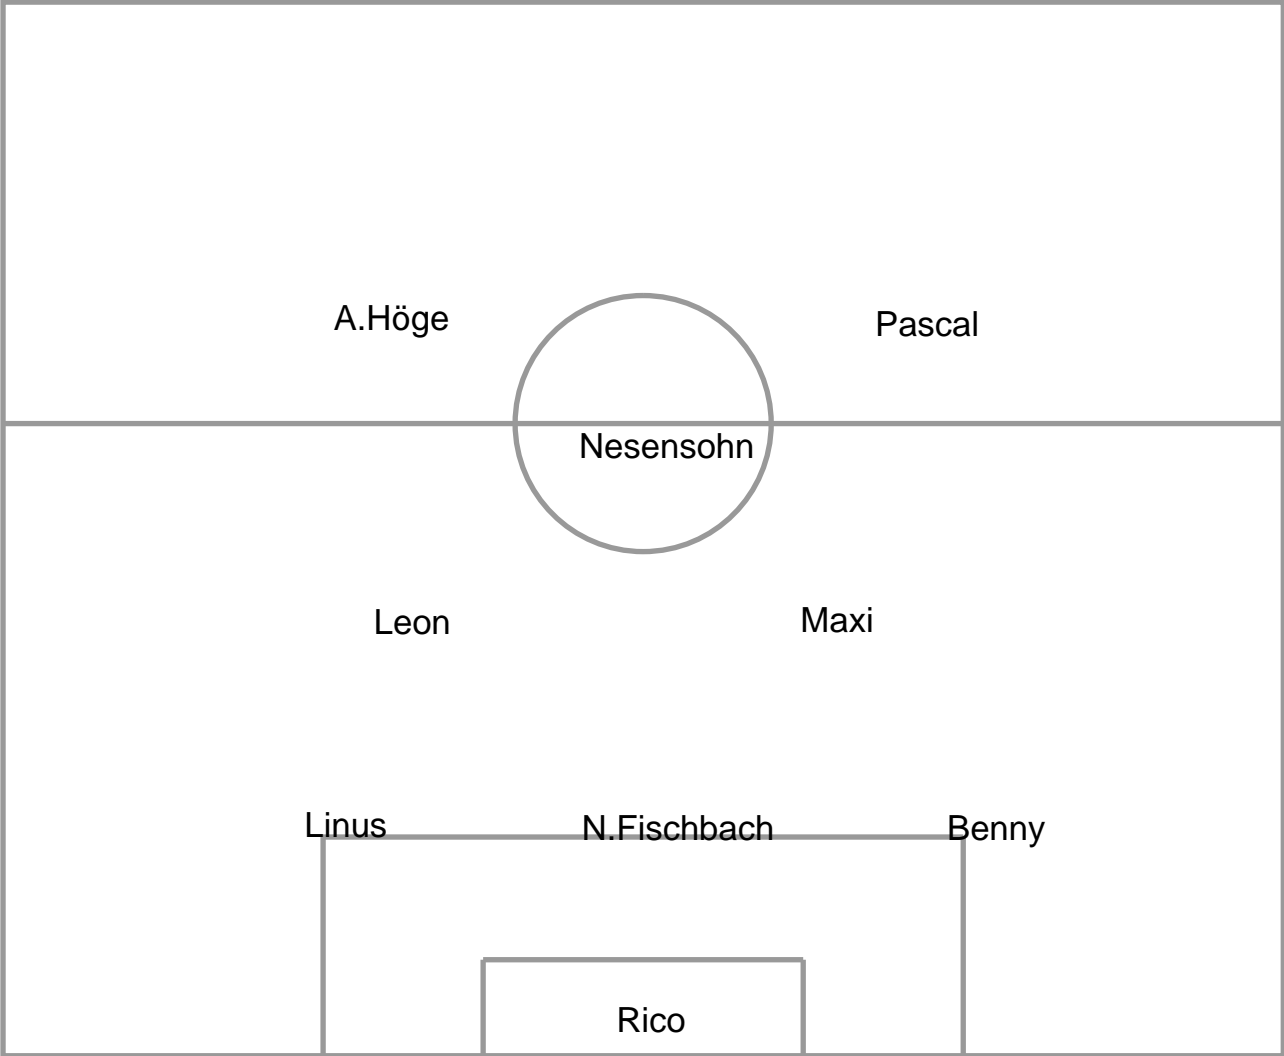 A.Höge
Pascal
Nesensohn
Leon
Maxi
Linus
N.Fischbach
Benny
Rico